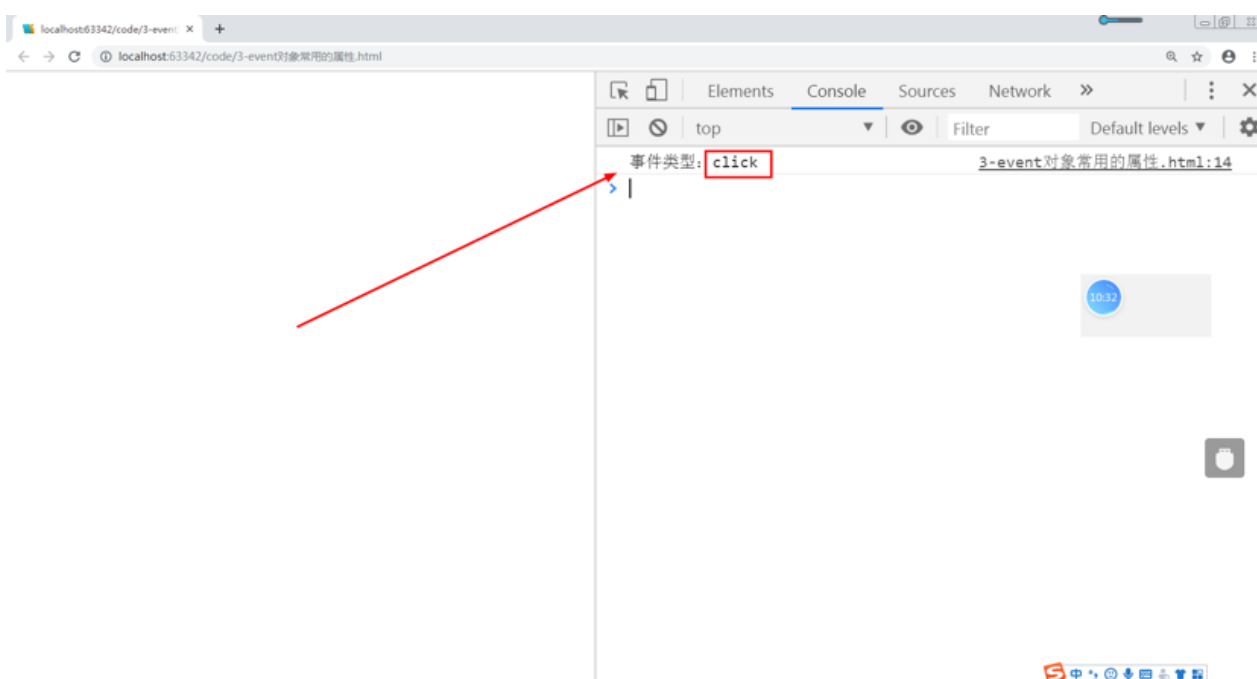 localhost:63342/code/3-event
localhost:63342/code/3-event对象常用的属性.html
Elements Console Sources Network
top Filter Default levels
事件类型：click 3-event对象常用的属性.html:14
10:32
中